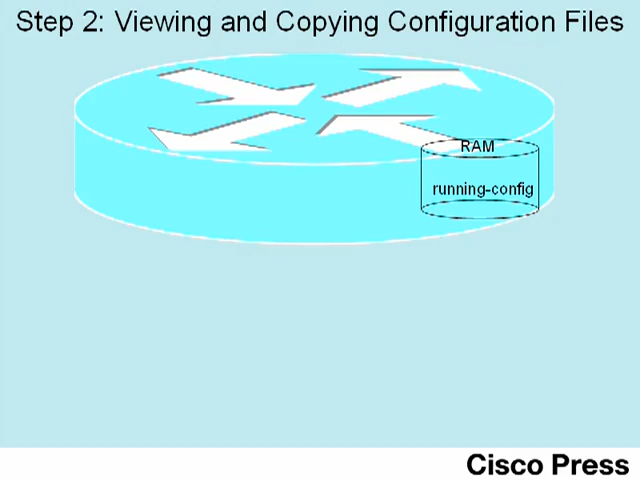 Step 2: Viewing and Copying Configuration Files
RAM
running-config
Cisco Press